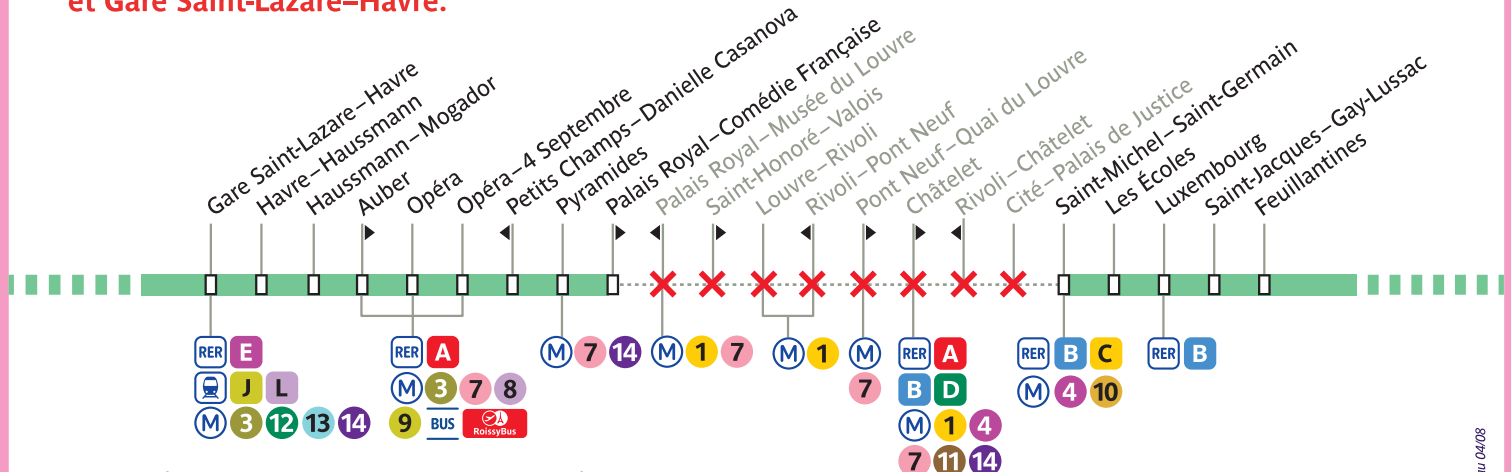 et Gare Saint-Lazare–Havre.
Gare Saint-Lazare–Havre
Havre–Haussmann
Haussmann–Mogador
Auber
Opéra
Opéra–4 Septembre
Petits Champs–Danielle Casanova
Pyramides
Palais Royal–Comédie Française
Palais Royal–Musée du Louvre
Saint-Honoré–Valois
Louvre–Rivoli
Rivoli–Pont Neuf
Pont Neuf–Quai du Louvre
Châtelet
Rivoli–Châtelet
Cité–Palais de Justice
Saint-Michel–Saint-Germain
Les Écoles
Luxembourg
Saint-Jacques–Gay-Lussac
Feuillantines
RER E
J L
M 3 12 13 14
RER A
M 3 7 8
9 BUS RoissyBus
M 7 14
M 1 7
M 1
M
7
RER A
B D
M 1 4
7 11 14
RER B C
M 4 10
RER B
au 04/08